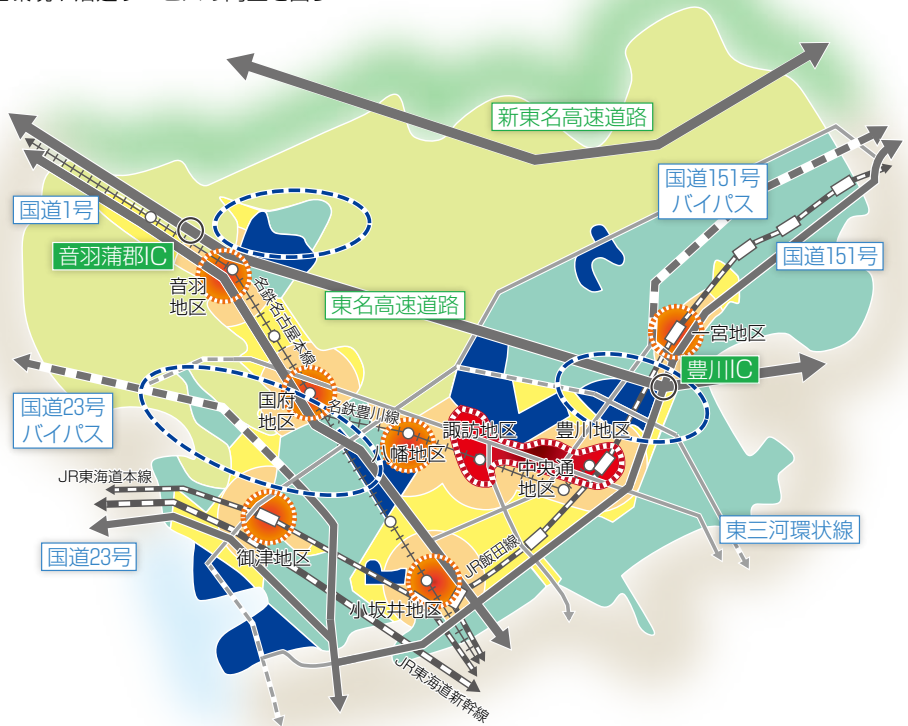 新東名高速道路
国道151号
バイパス
国道1号
音羽蒲郡IC
国道151号
音羽
地区
名鉄名古屋本線
東名高速道路
一宮地区
豊川IC
国道23号
バイパス
国府
地区
名鉄豊川線
諏訪地区
豊川地区
八幡地区
中央通
地区
JR東海道本線
東三河環状線
国道23号
御津地区
JR飯田線
小坂井地区
JR東海道新幹線